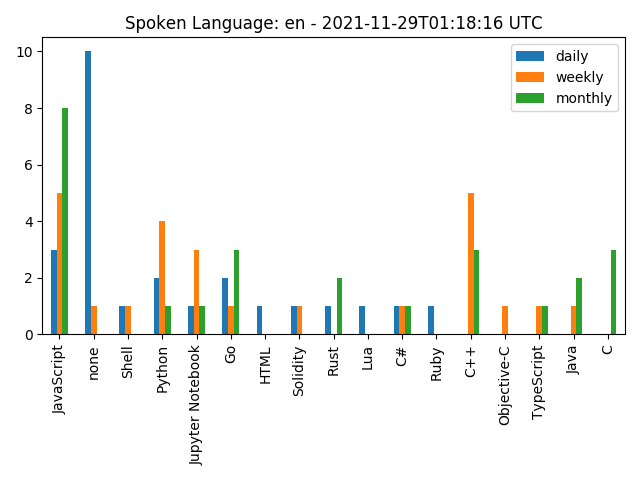 Spoken Language: en - 2021-11-29T01:18:16 UTC
daily
weekly
monthly
10
8
6
4
2
0
JavaScript
none
Shell
Python
Jupyter Notebook
Go
HTML
Solidity
Rust
Lua
C#
Ruby
C++
Objective-C
TypeScript
Java
C